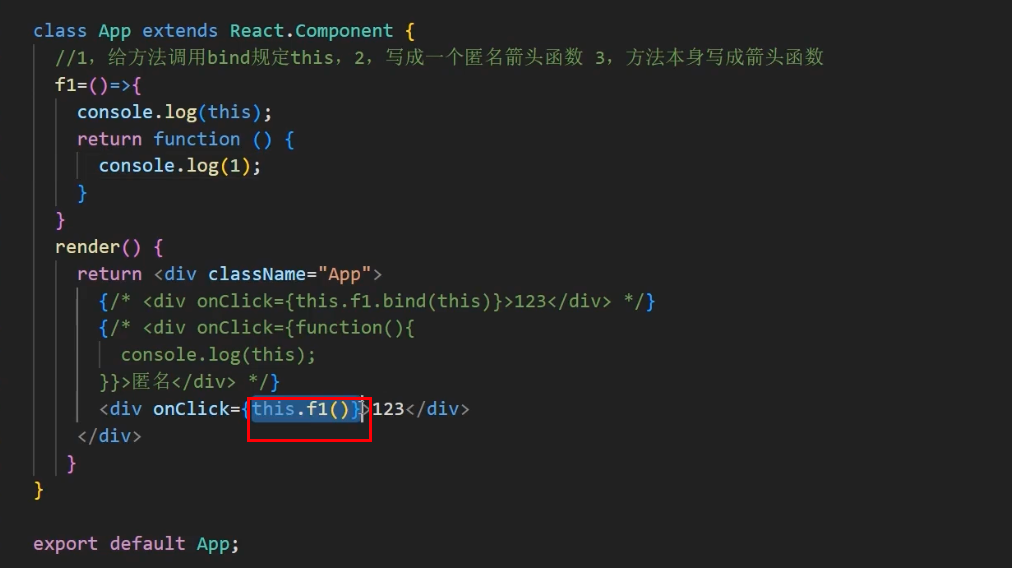 class App extends React.Component {
//1，给方法调用bind规定this，2，写成一个匿名箭头函数 3，方法本身写成箭头函数
f1=()=>{
console.log(this);
return function () {
console.log(1);
}
}
render() {
return <div className="App">
{/* <div onClick={this.f1.bind(this)}>123</div> */}
{/* <div onClick={function(){
console.log(this);
}}>匿名</div> */}
<div onClick={this.f1()}>123</div>
</div>
}
}
export default App;